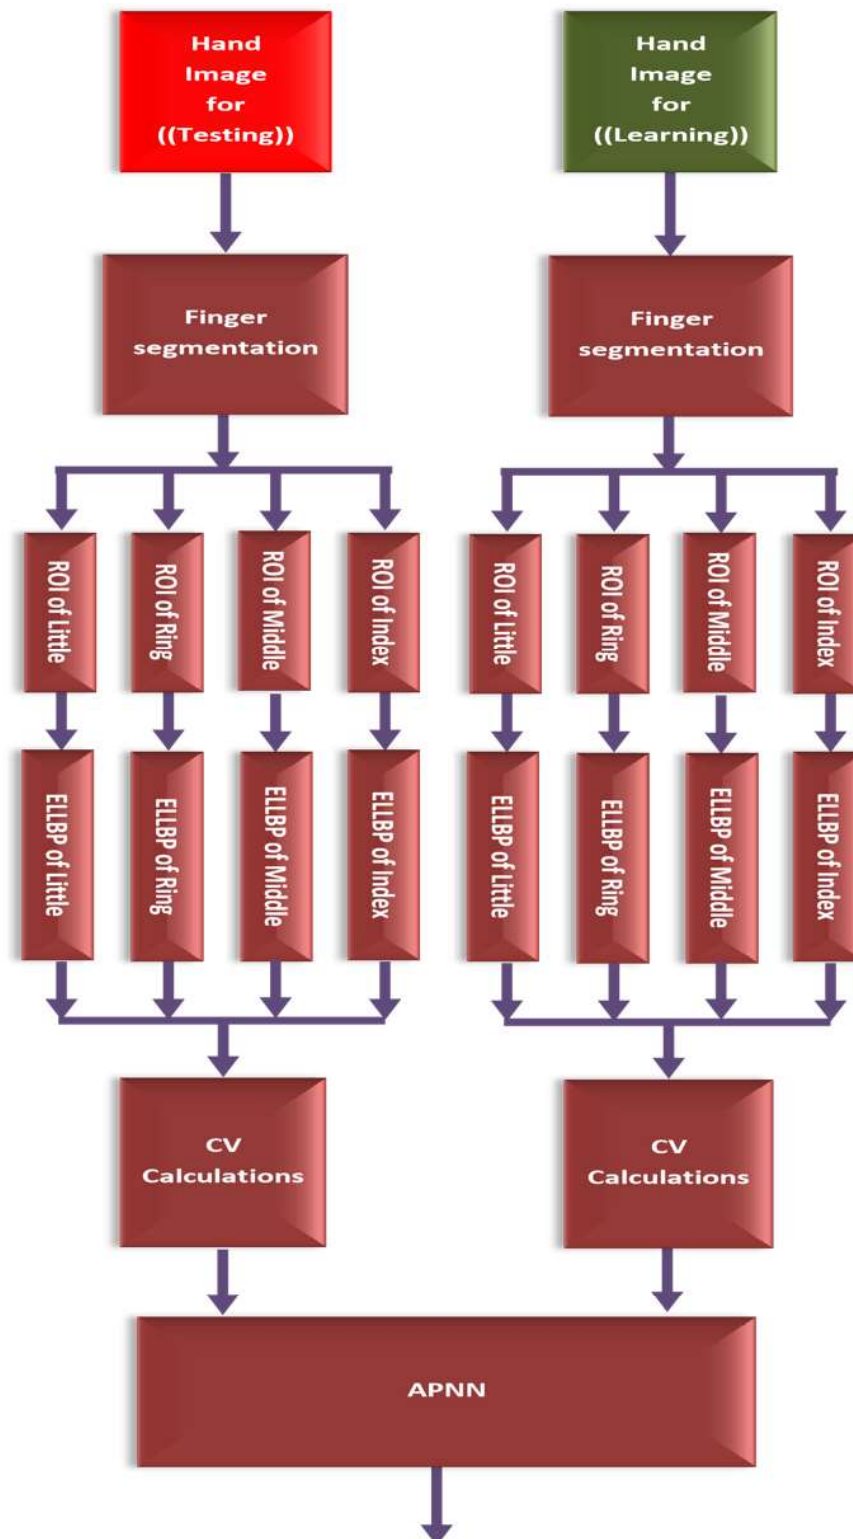 Hand
Image
for
((Testing))
Hand
Image
for
((Learning))
Finger
segmentation
Finger
segmentation
ROI of Little
ROI of Ring
ROI of Middle
ROI of Index
ROI of Little
ROI of Ring
ROI of Middle
ROI of Index
ELLBP of Little
ELLBP of Ring
ELLBP of Middle
ELLBP of Index
ELLBP of Little
ELLBP of Ring
ELLBP of Middle
ELLBP of Index
CV
Calculations
CV
Calculations
APNN